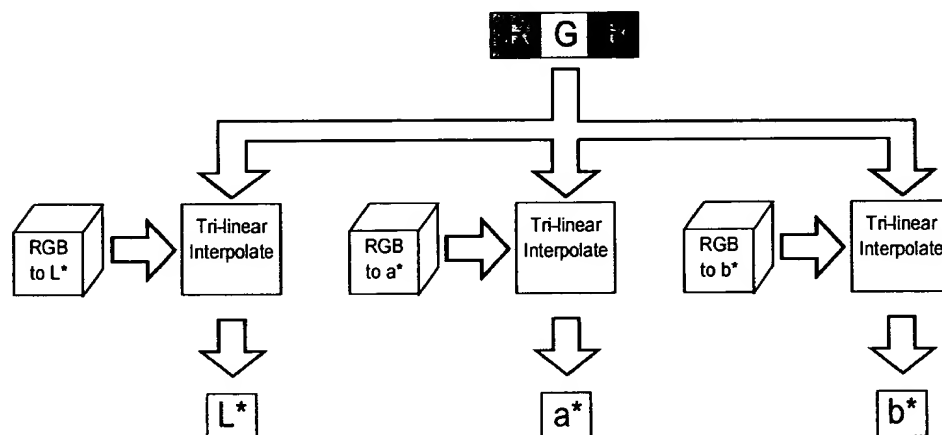 R G B
RGB
to L*
Tri-linear
Interpolate
RGB
to a*
Tri-linear
Interpolate
RGB
to b*
Tri-linear
Interpolate
L*
a*
b*